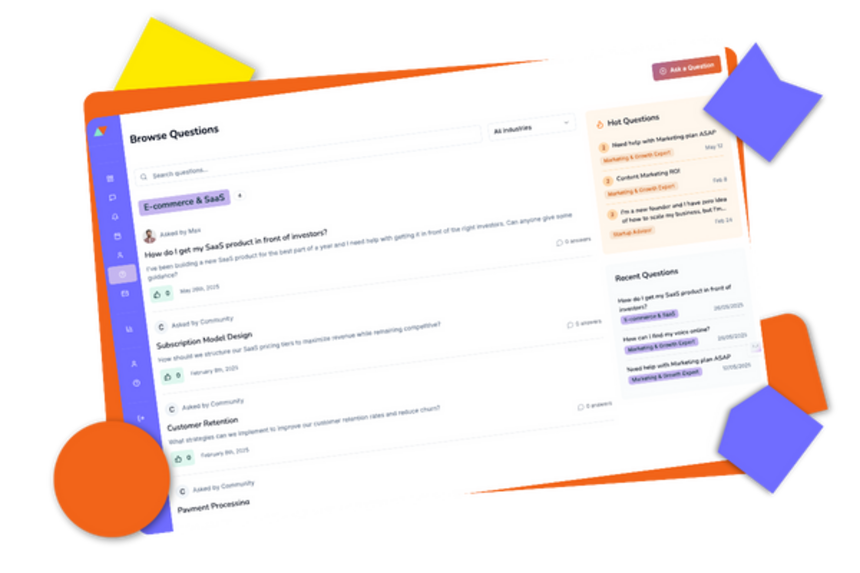 Ask a Question
Browse Questions
All Industries
Search questions...
E-commerce & SaaS
+
Asked by Max
How do I get my SaaS product in front of investors?
I've been building a new SaaS product for the best part of a year and I need help with getting it in front of the right investors. Can anyone give some
guidance?
0 answers
0
May 26th, 2025
C Asked by Community
Subscription Model Design
How should we structure our SaaS pricing tiers to maximize revenue while remaining competitive?
0 answers
0
February 8th, 2025
C Asked by Community
Customer Retention
What strategies can we implement to improve our customer retention rates and reduce churn?
0 answers
0
February 8th, 2025
C Asked by Community
Payment Processing
Hot Questions
2 Need help with Marketing plan ASAP
Marketing & Growth Expert
May 12
2 Content Marketing ROI
Marketing & Growth Expert
Feb 8
I'm a new founder and I have zero idea
of how to scale my business, but I'm...
Startup Advisor
Feb 24
Recent Questions
How do I get my SaaS product in front of
investors?
E-commerce & SaaS
26/05/2025
How can I find my voice online?
Marketing & Growth Expert
Need help with Marketing plan ASAP
Marketing & Growth Expert